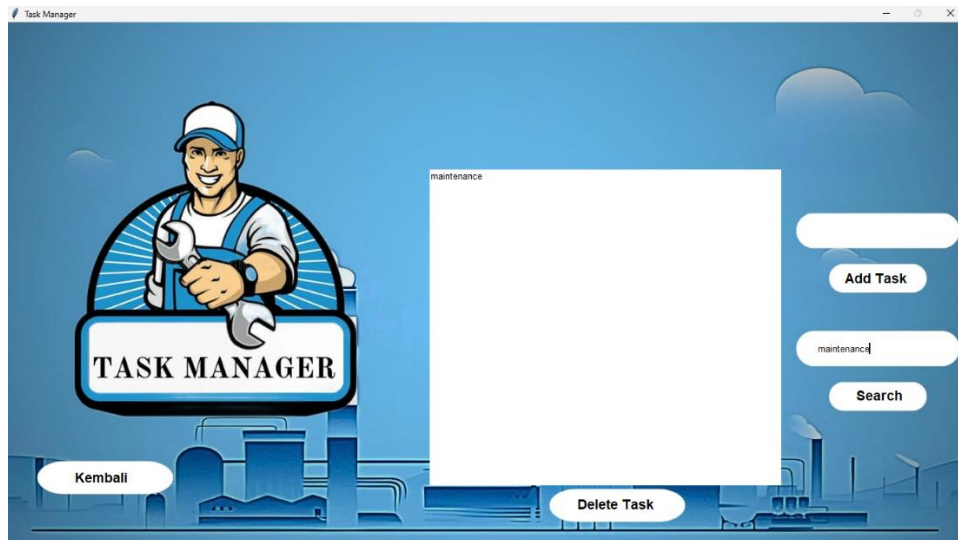 Task Manager
maintenance
Add Task
TASK MANAGER
maintenance
Search
Kembali
Delete Task